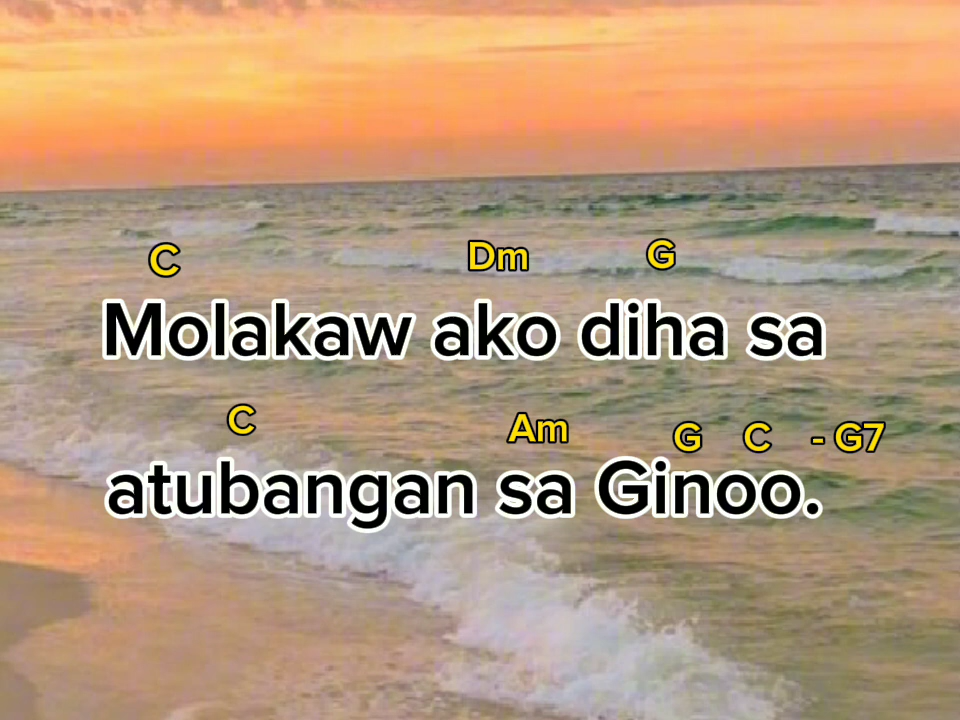 C Dm G
Molakaw ako diha sa
C Am G C - G7
atubangan sa Ginoo.